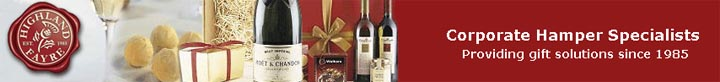 HIGHLAND
EST. 1985
FAYRE
MOËT & CHANDON
Walkers
Corporate Hamper Specialists
Providing gift solutions since 1985